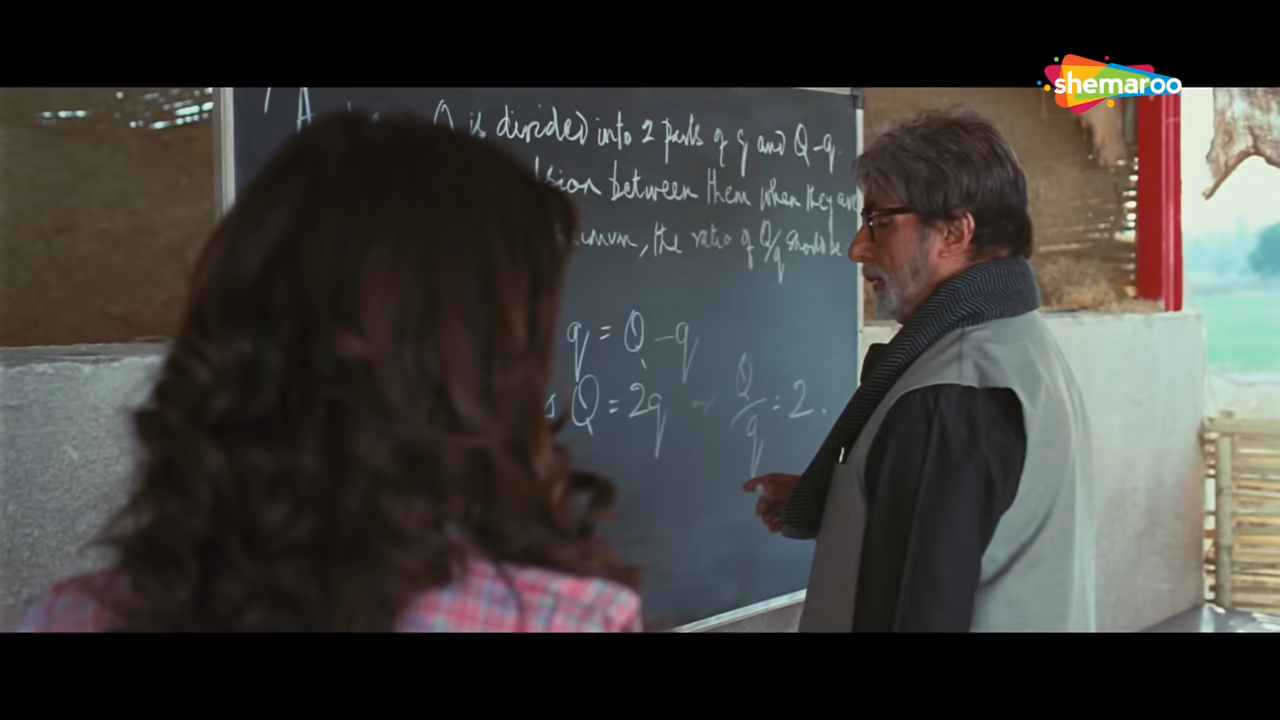 shemaroo
A Q is divided into 2 parts of q and Q-q.
between them when they are
, the ratio of Q/q should be
q = Q - q
Q = 2q Q/q = 2.